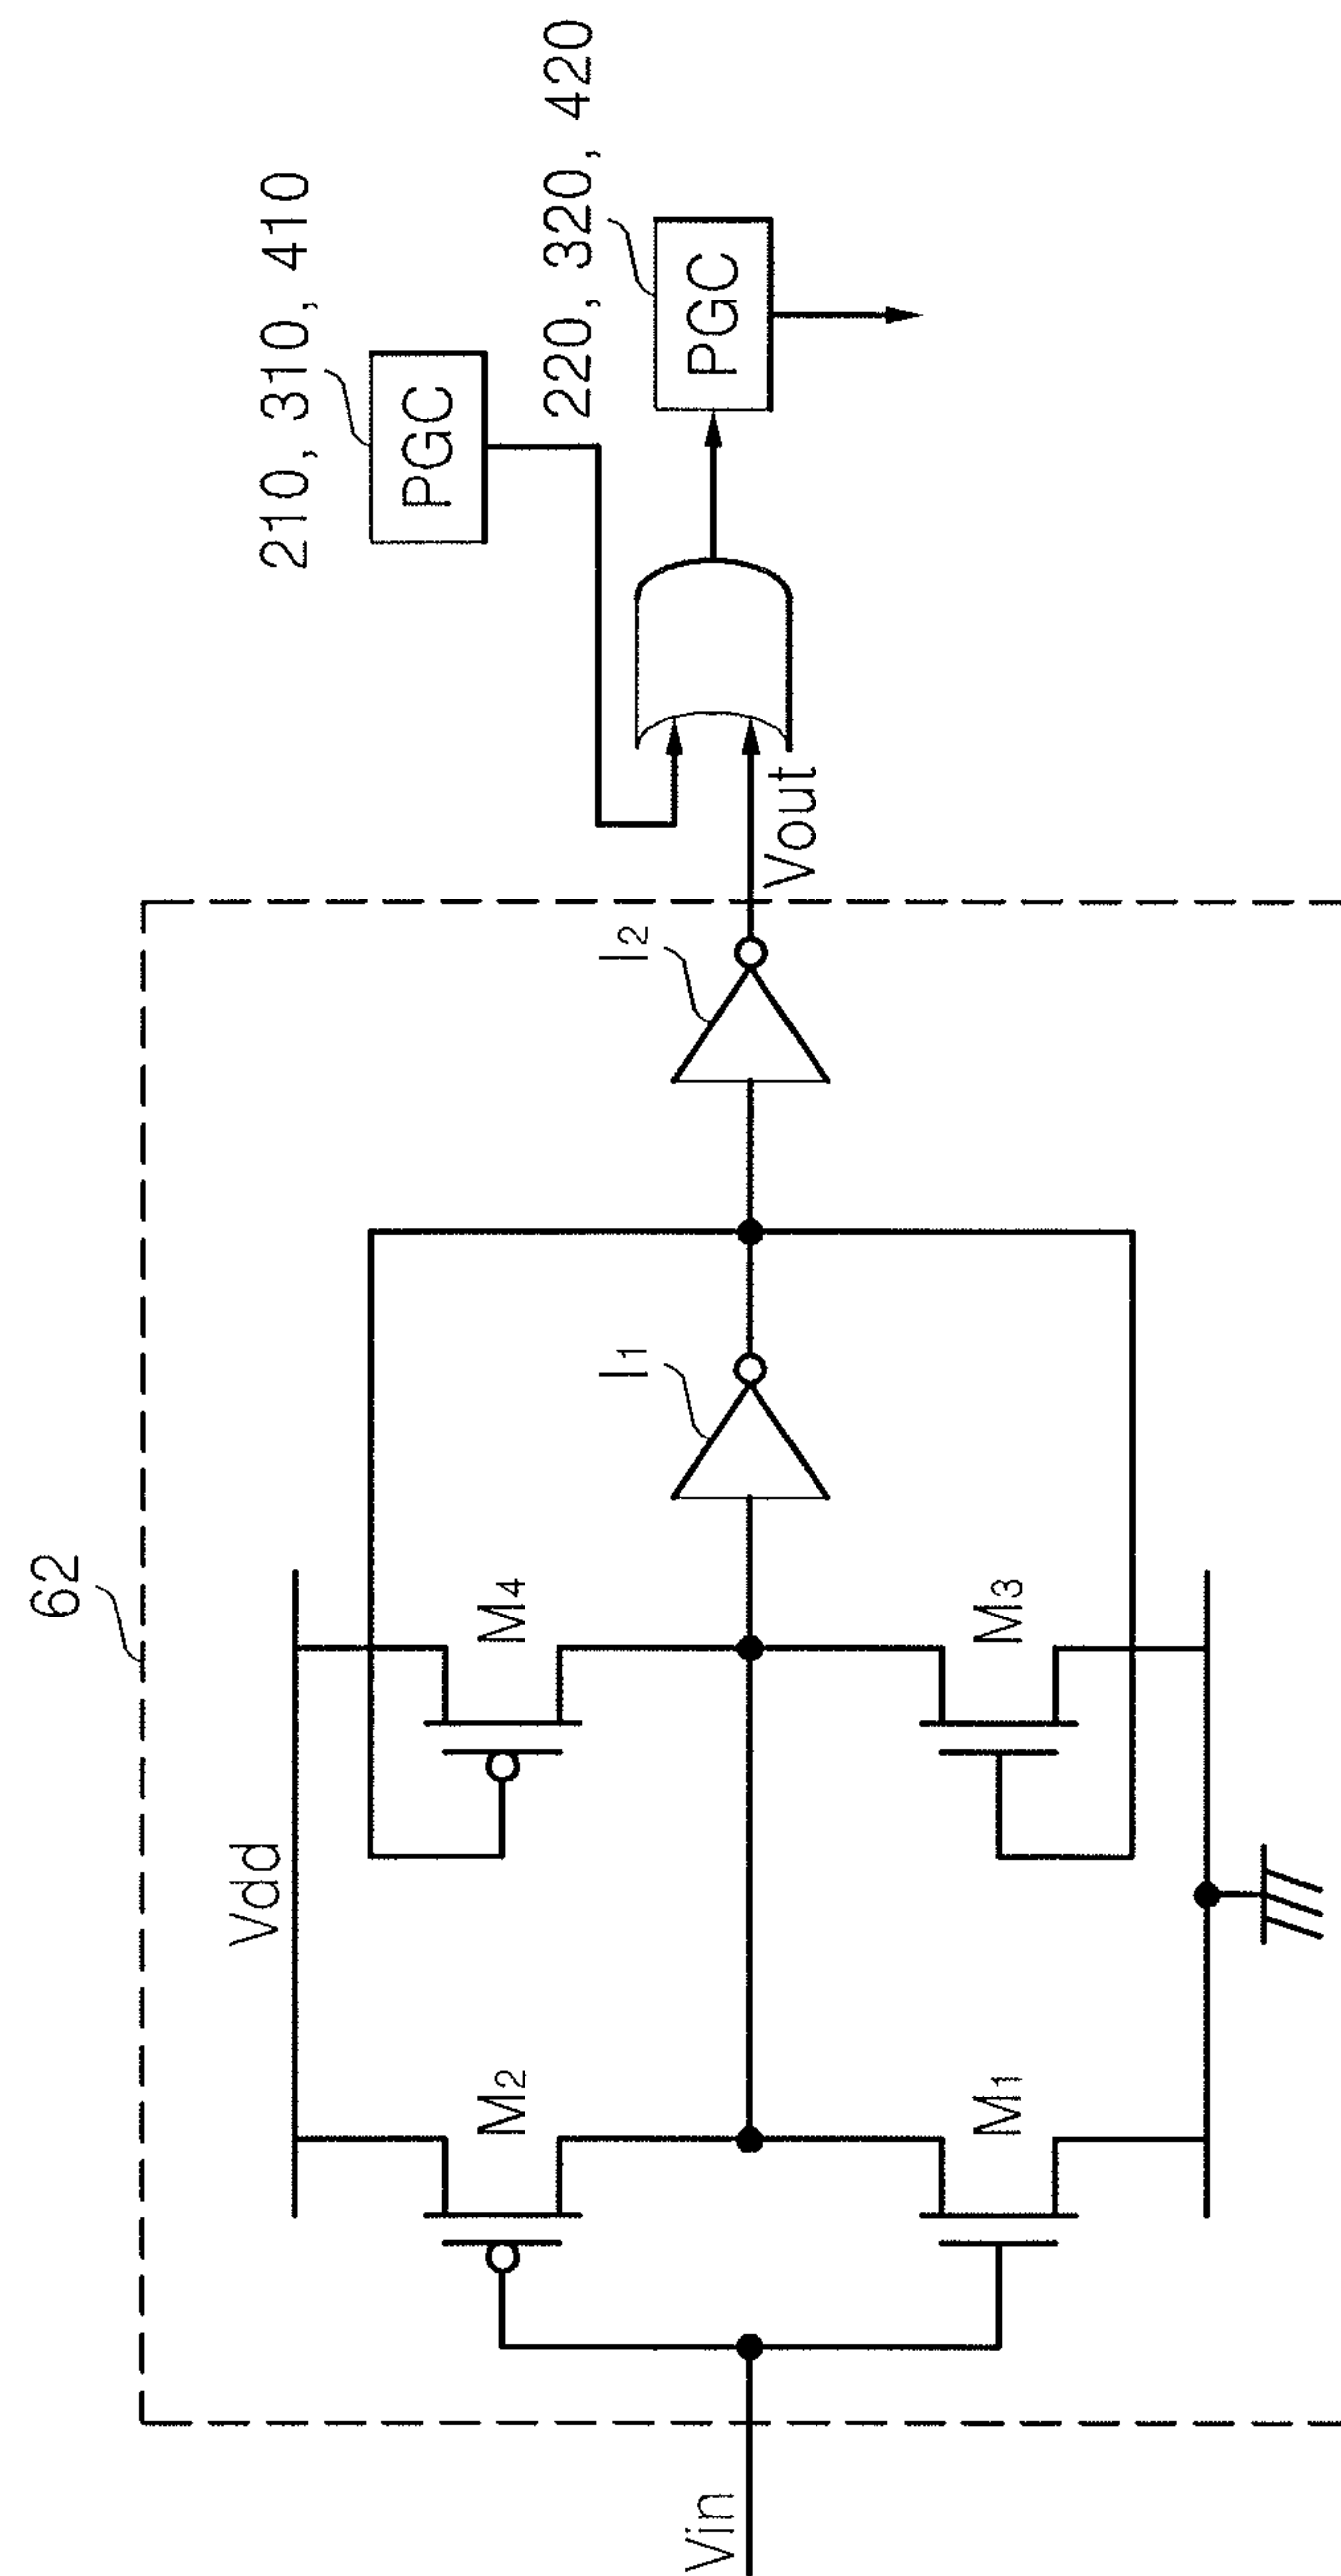 62
Vdd
M2
M4
M1
M3
I1
I2
Vin
Vout
210, 310, 410
PGC
220, 320, 420
PGC